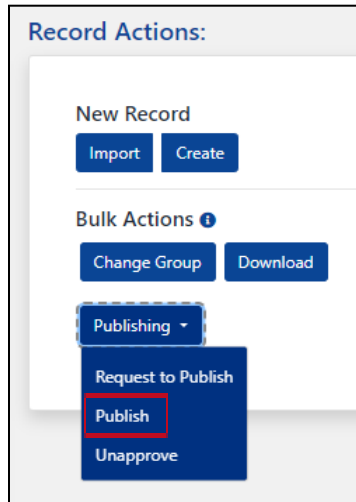 Record Actions:
New Record
Import Create
Bulk Actions
Change Group Download
Publishing
Request to Publish
Publish
Unapprove